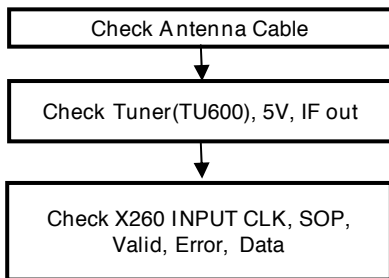 Check Antenna Cable
Check Tuner(TU600), 5V, IF out
Check X260 INPUT CLK, SOP,
Valid, Error, Data